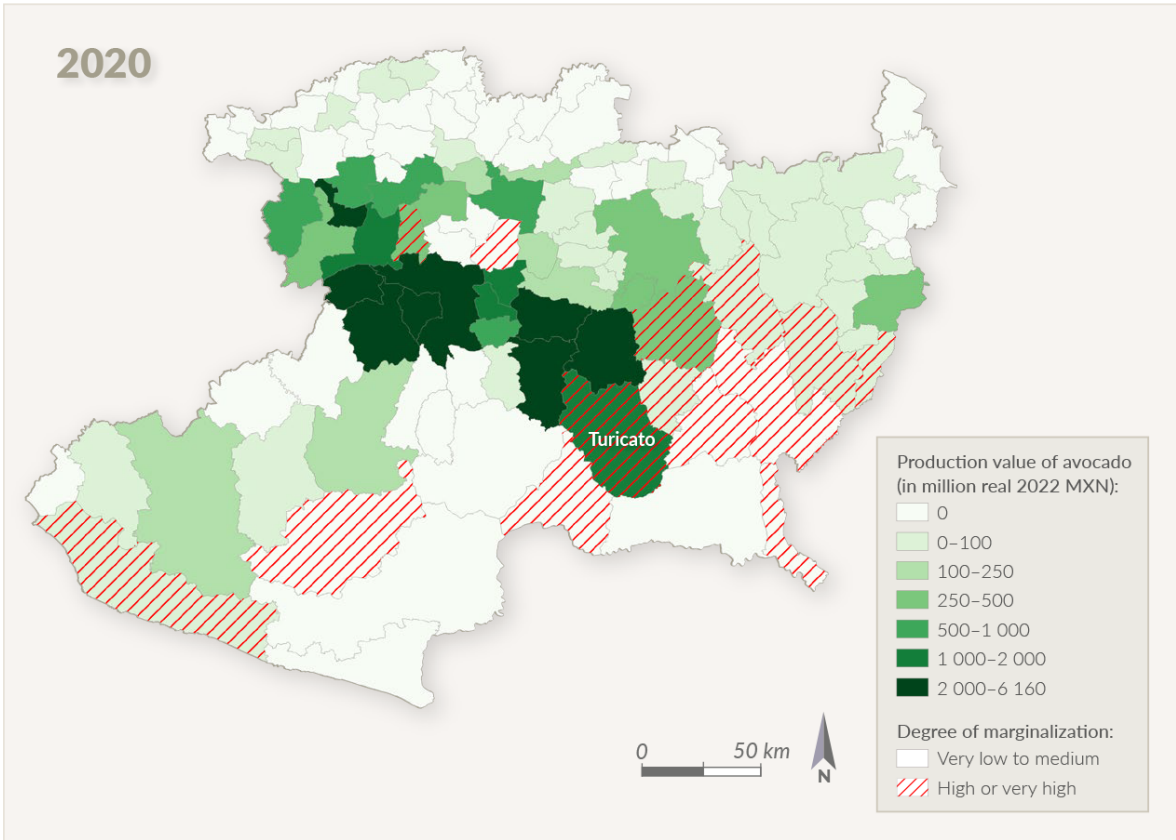 2020
Turicato
Production value of avocado
(in million real 2022 MXN):
0
0–100
100–250
250–500
500–1 000
1 000–2 000
2 000–6 160
Degree of marginalization:
Very low to medium
High or very high
0 50 km
N